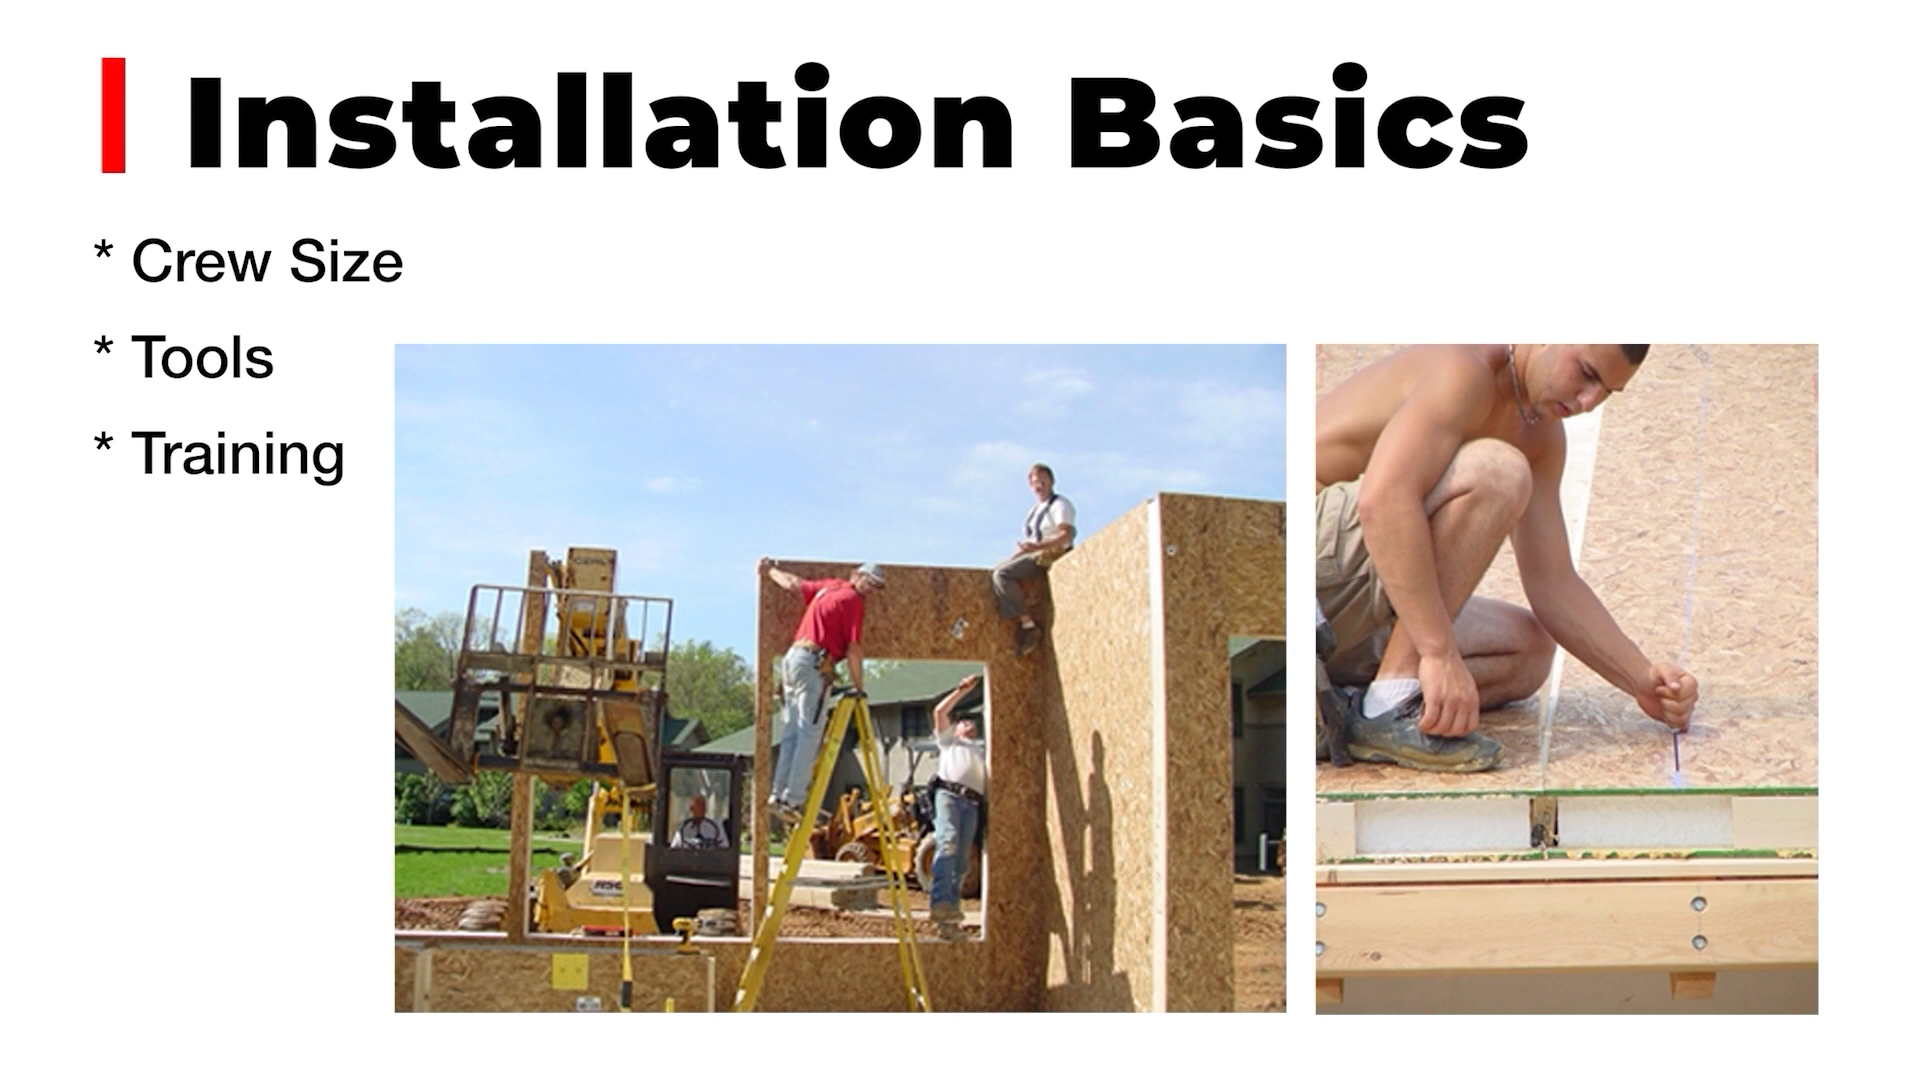 Installation Basics
* Crew Size
* Tools
* Training